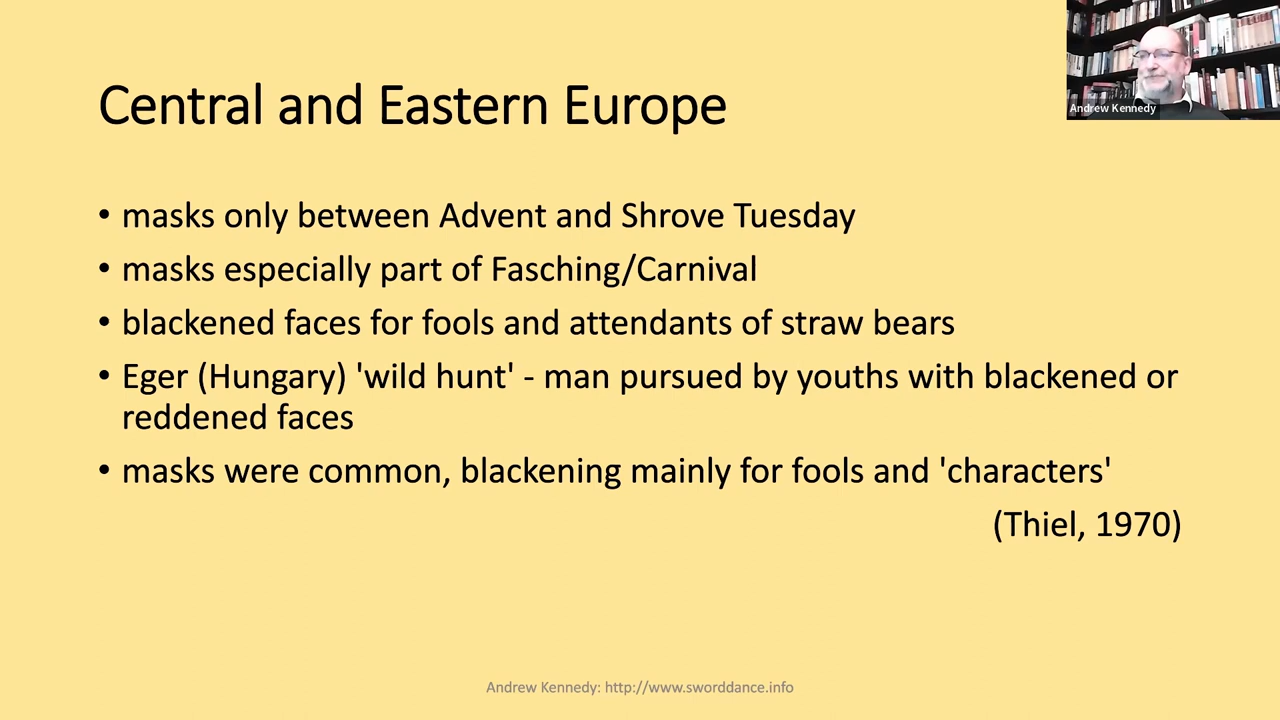 Andrew Kennedy
Central and Eastern Europe
• masks only between Advent and Shrove Tuesday
• masks especially part of Fasching/Carnival
• blackened faces for fools and attendants of straw bears
• Eger (Hungary) 'wild hunt' - man pursued by youths with blackened or
reddened faces
• masks were common, blackening mainly for fools and 'characters'
(Thiel, 1970)
Andrew Kennedy: http://www.sworddance.info